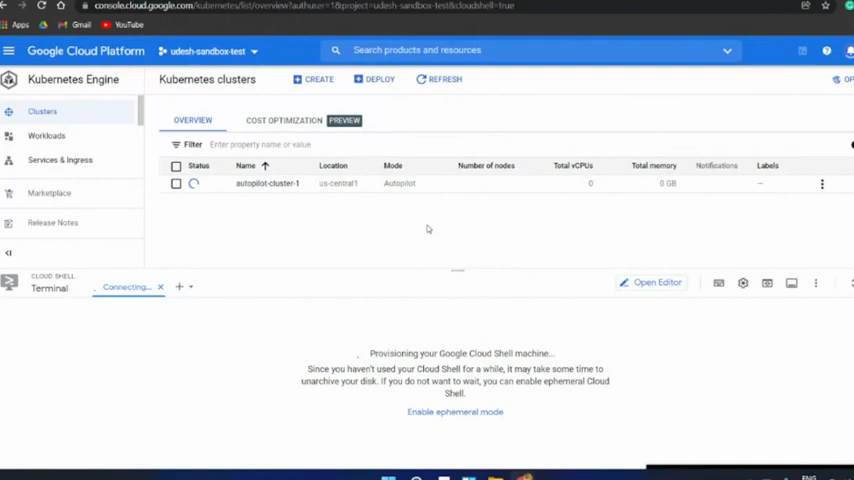 console.cloud.google.com/kubernetes/list/overview?authuser=1&project=udesh-sandbox-test&cloudshell=true
Apps Gmail YouTube
Google Cloud Platform udesh-sandbox-test Search products and resources
Kubernetes Engine Kubernetes clusters CREATE DEPLOY REFRESH
Clusters OVERVIEW COST OPTIMIZATION PREVIEW
Workloads Filter Enter property name or value
Services & Ingress Status Name Location Mode Number of nodes Total vCPUs Total memory Notifications Labels
autopilot-cluster-1 us-central1 Autopilot 0 0 GB —
Marketplace
Release Notes
CLOUD SHELL
Terminal Connecting... Open Editor
Provisioning your Google Cloud Shell machine...
Since you haven't used your Cloud Shell for a while, it may take some time to
unarchive your disk. If you do not want to wait, you can enable ephemeral Cloud
Shell.
Enable ephemeral mode
ENG